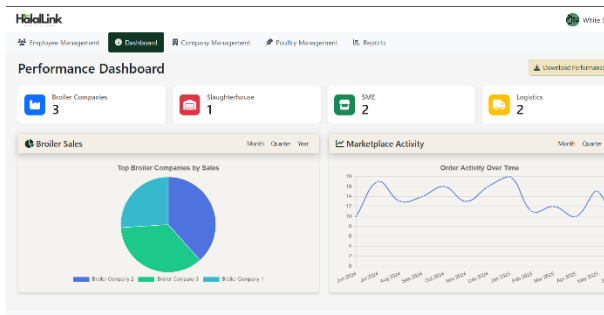 HalalLink
White S
Employee Management
Dashboard
Company Management
Poultry Management
Reports
Performance Dashboard
Download Performance
Broiler Companies
3
Slaughterhouse
1
SME
2
Logistics
2
Broiler Sales
Month Quarter Year
Marketplace Activity
Month Quarter
Top Broiler Companies by Sales
Broiler Company 2
Broiler Company 3
Broiler Company 1
Order Activity Over Time
18
16
14
12
10
8
6
4
2
0
Jun 2024
Jul 2024
Aug 2024
Sep 2024
Oct 2024
Nov 2024
Dec 2024
Jan 2025
Feb 2025
Mar 2025
Apr 2025
May 2025